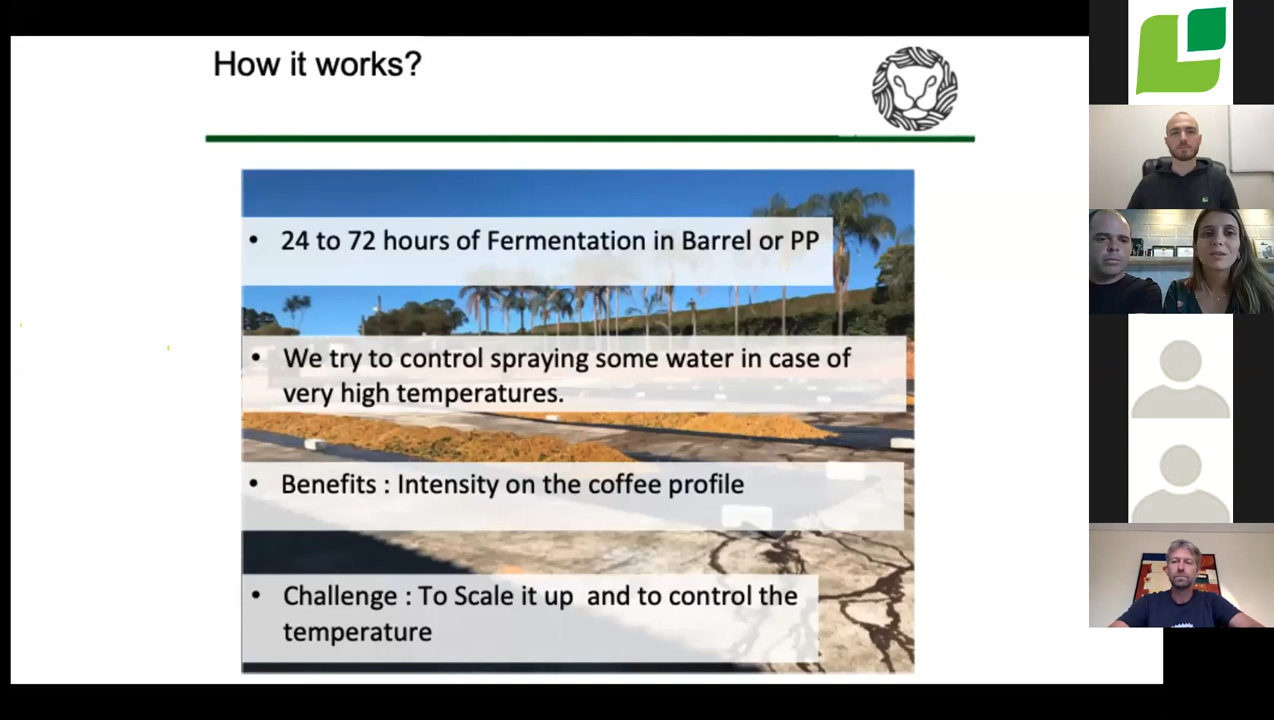 How it works?
• 24 to 72 hours of Fermentation in Barrel or PP
• We try to control spraying some water in case of
very high temperatures.
• Benefits : Intensity on the coffee profile
• Challenge : To Scale it up and to control the
temperature